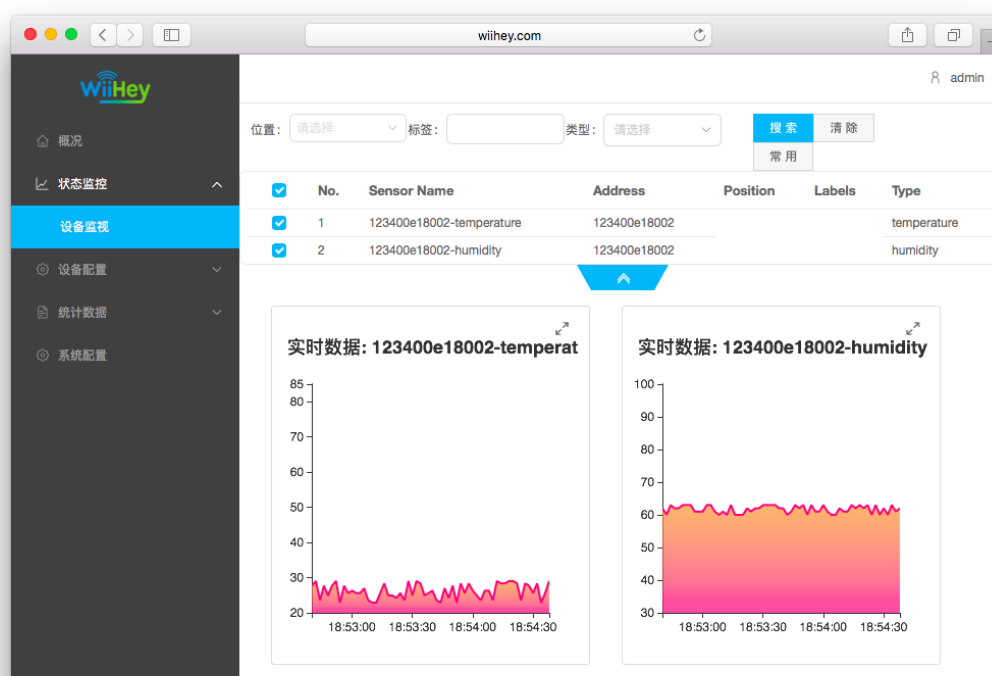 wiihey.com
WiiHey
admin
概况
状态监控
设备监视
设备配置
统计数据
系统配置
位置: 请选择 标签: 类型: 请选择 搜索 清除
常用
No. Sensor Name Address Position Labels Type
1 123400e18002-temperature 123400e18002 temperature
2 123400e18002-humidity 123400e18002 humidity
实时数据: 123400e18002-temperat
85
80
70
60
50
40
30
20
18:53:00 18:53:30 18:54:00 18:54:30
实时数据: 123400e18002-humidity
100
90
80
70
60
50
40
30
18:53:00 18:53:30 18:54:00 18:54:30